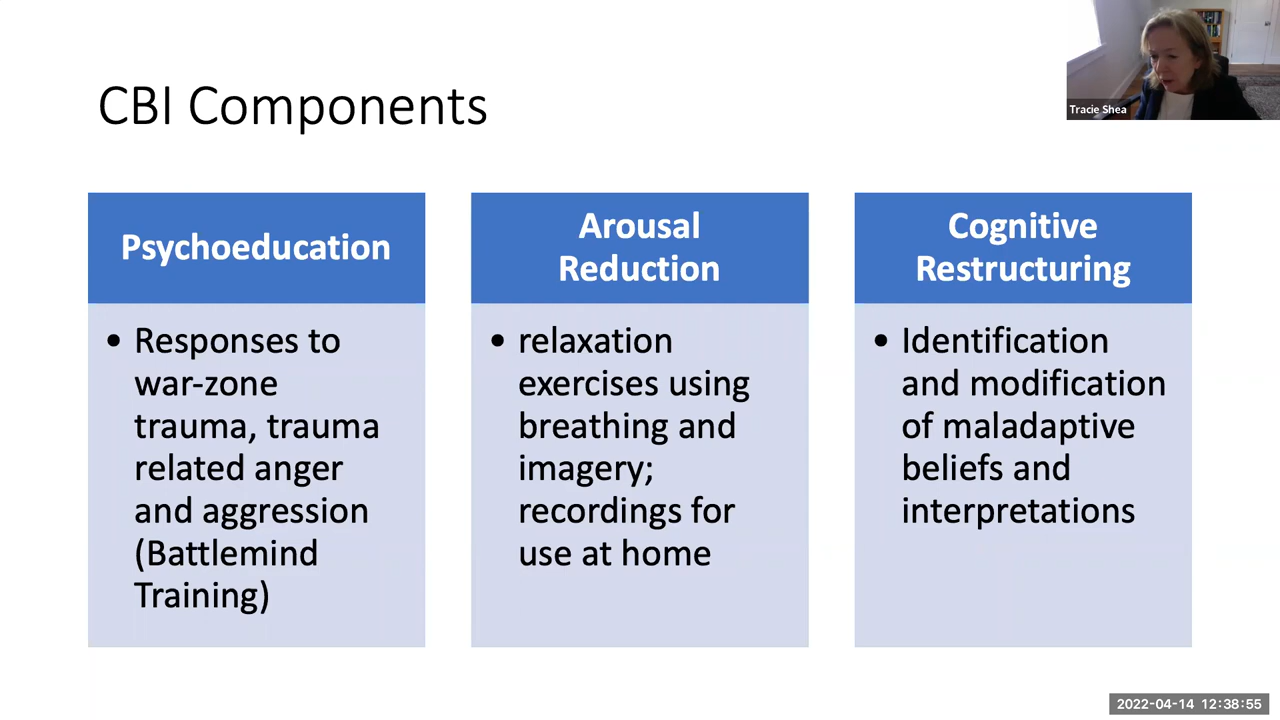 CBI Components
Tracie Shea
Psychoeducation
• Responses to
war-zone
trauma, trauma
related anger
and aggression
(Battlemind
Training)
Arousal
Reduction
• relaxation
exercises using
breathing and
imagery;
recordings for
use at home
Cognitive
Restructuring
• Identification
and modification
of maladaptive
beliefs and
interpretations
2022-04-14 12:38:55